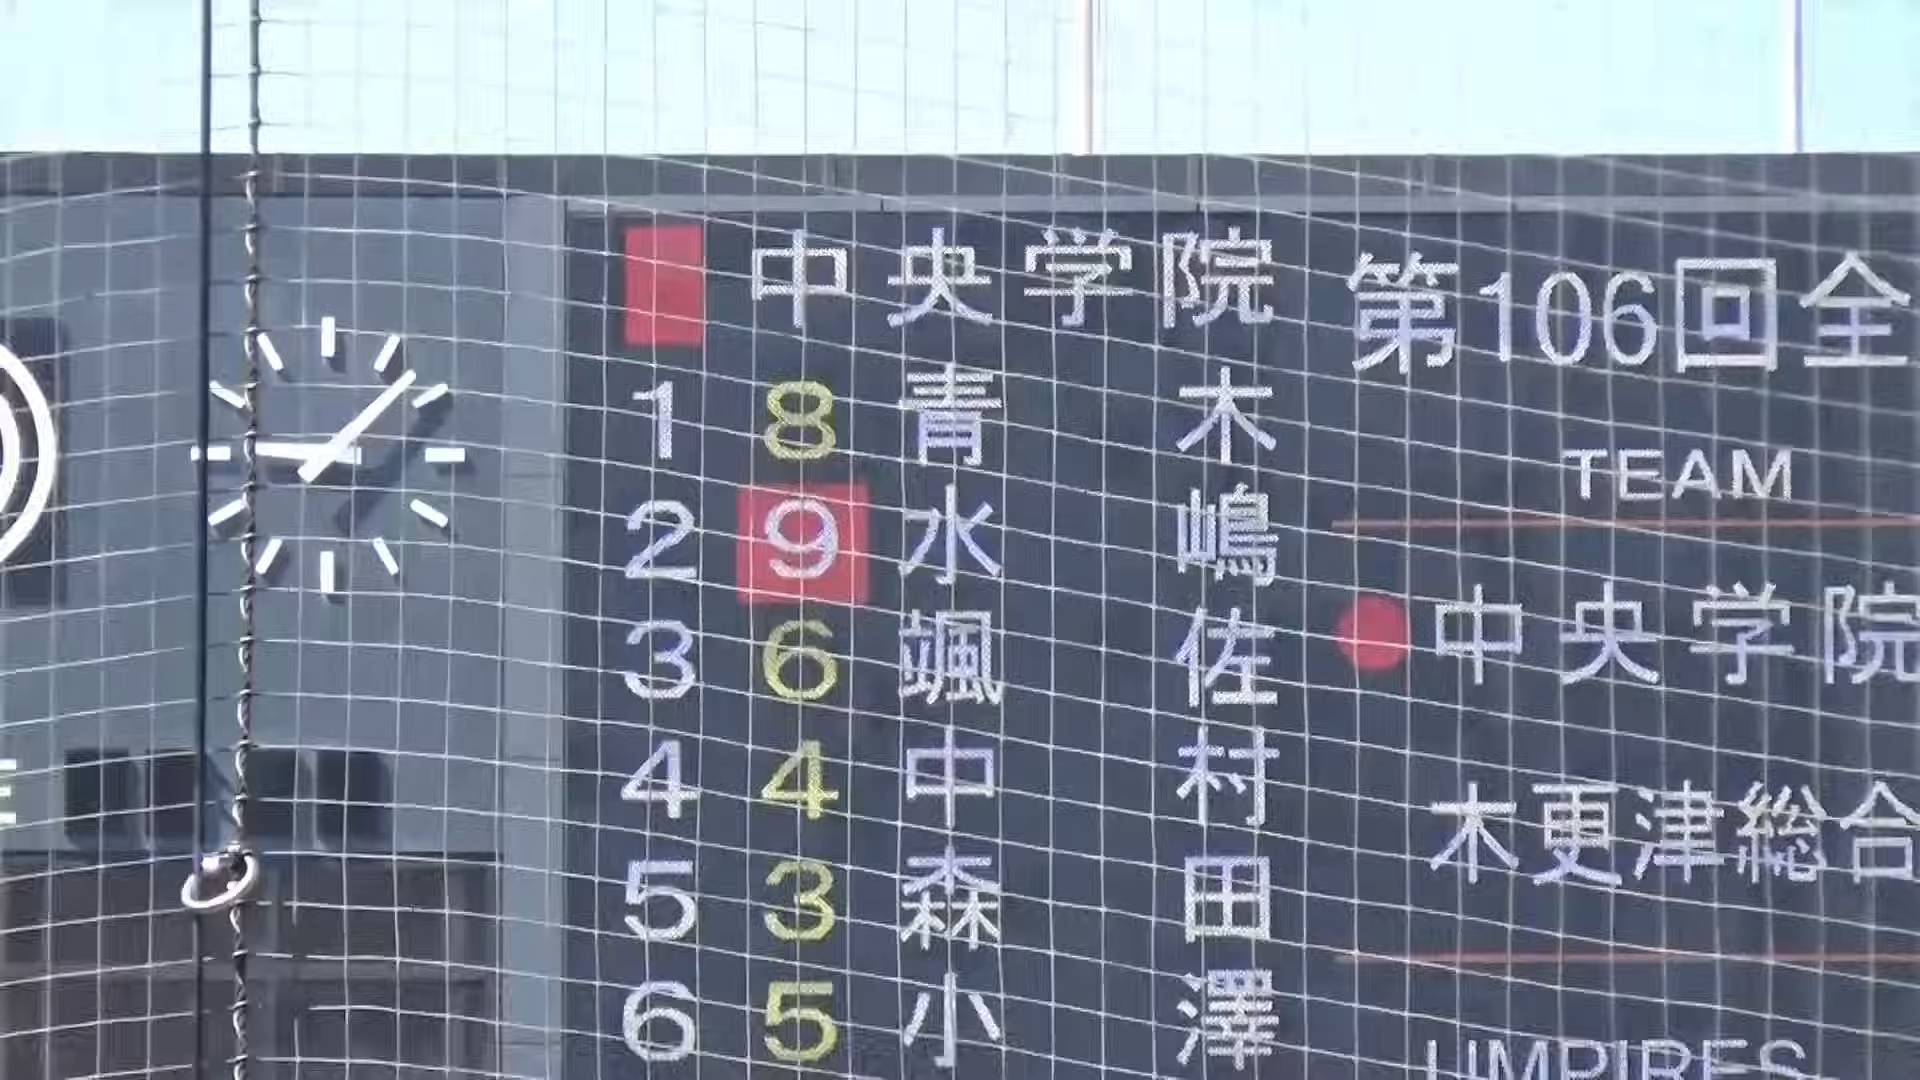 中央学院
1 8 青木
2 9 水嶋
3 6 颯佐
4 4 中村
5 3 森田
6 5 小澤
第106回全
TEAM
中央学院
木更津総合
UMPIRES